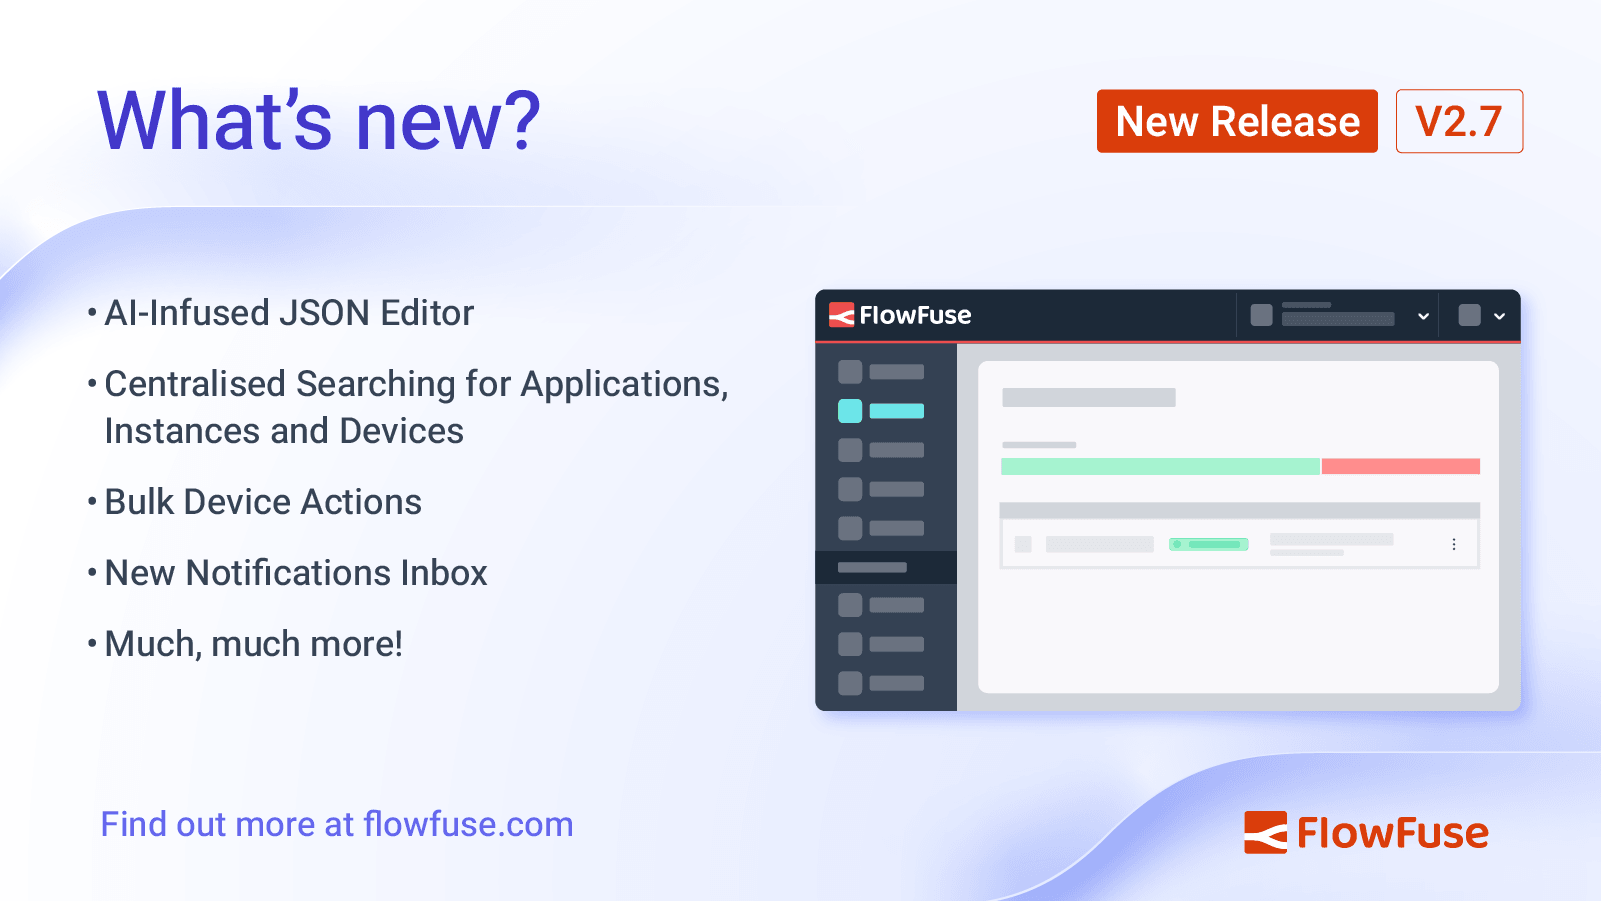 What's new?
New Release
V2.7
• AI-Infused JSON Editor
• Centralised Searching for Applications,
Instances and Devices
• Bulk Device Actions
• New Notifications Inbox
• Much, much more!
FlowFuse
Find out more at flowfuse.com
FlowFuse